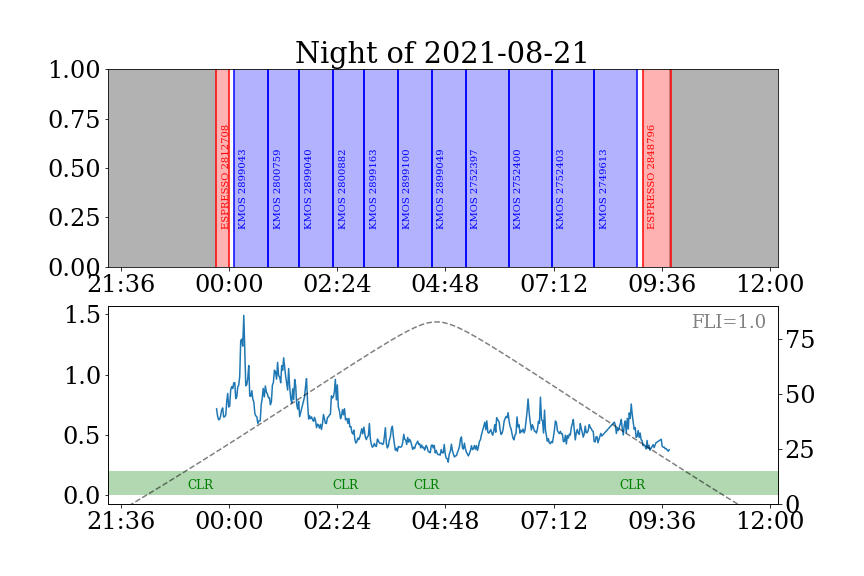 Night of 2021-08-21
1.00
0.75
0.50
0.25
0.00
ESPRESSO 2812708
KMOS 2899043
KMOS 2800759
KMOS 2899040
KMOS 2800882
KMOS 2899163
KMOS 2899100
KMOS 2899049
KMOS 2752397
KMOS 2752400
KMOS 2752403
KMOS 2749613
ESPRESSO 2848796
21:36 00:00 02:24 04:48 07:12 09:36 12:00
1.5
1.0
0.5
0.0
FLI=1.0
75
50
25
0
CLR CLR CLR CLR
21:36 00:00 02:24 04:48 07:12 09:36 12:00